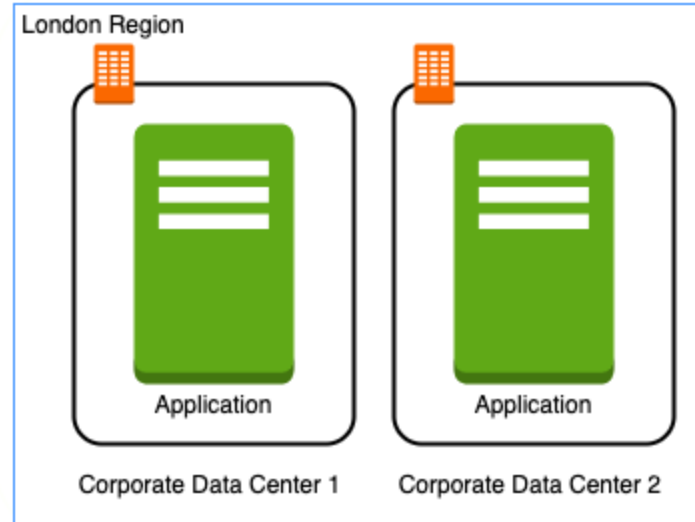 London Region
Application
Application
Corporate Data Center 1
Corporate Data Center 2